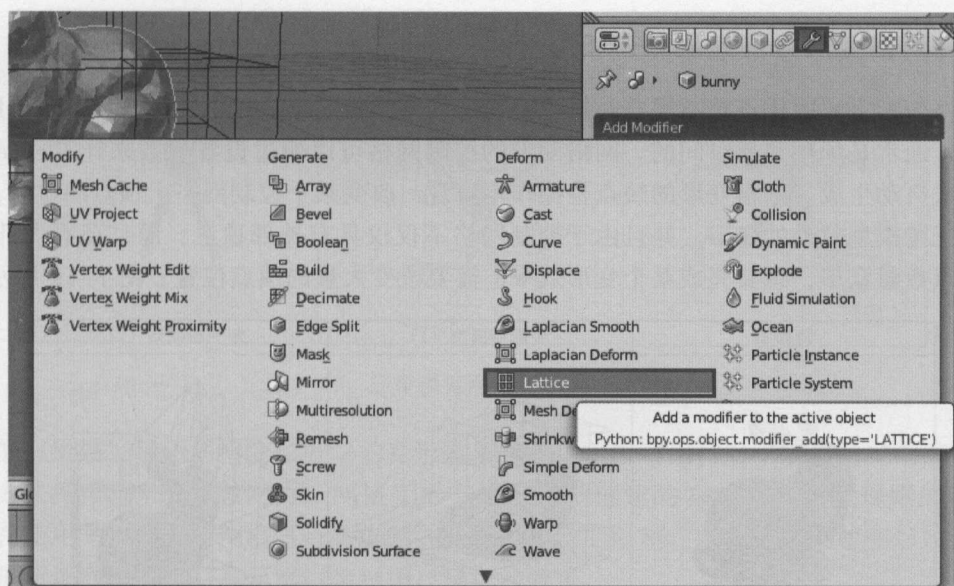 bunny
Add Modifier
Modify
Mesh Cache
UV Project
UV Warp
Vertex Weight Edit
Vertex Weight Mix
Vertex Weight Proximity
Generate
Array
Bevel
Boolean
Build
Decimate
Edge Split
Mask
Mirror
Multiresolution
Remesh
Screw
Skin
Solidify
Subdivision Surface
Deform
Armature
Cast
Curve
Displace
Hook
Laplacian Smooth
Laplacian Deform
Lattice
Mesh De
Shrinkw
Simple Deform
Smooth
Warp
Wave
Simulate
Cloth
Collision
Dynamic Paint
Explode
Fluid Simulation
Ocean
Particle Instance
Particle System
Add a modifier to the active object
Python: bpy.ops.object.modifier_add(type='LATTICE')
Glo